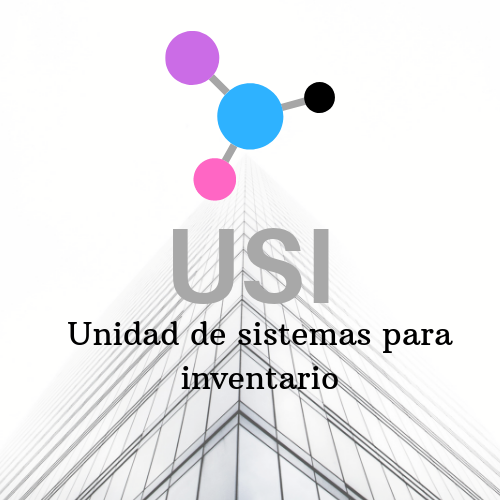 USI
Unidad de sistemas para
inventario